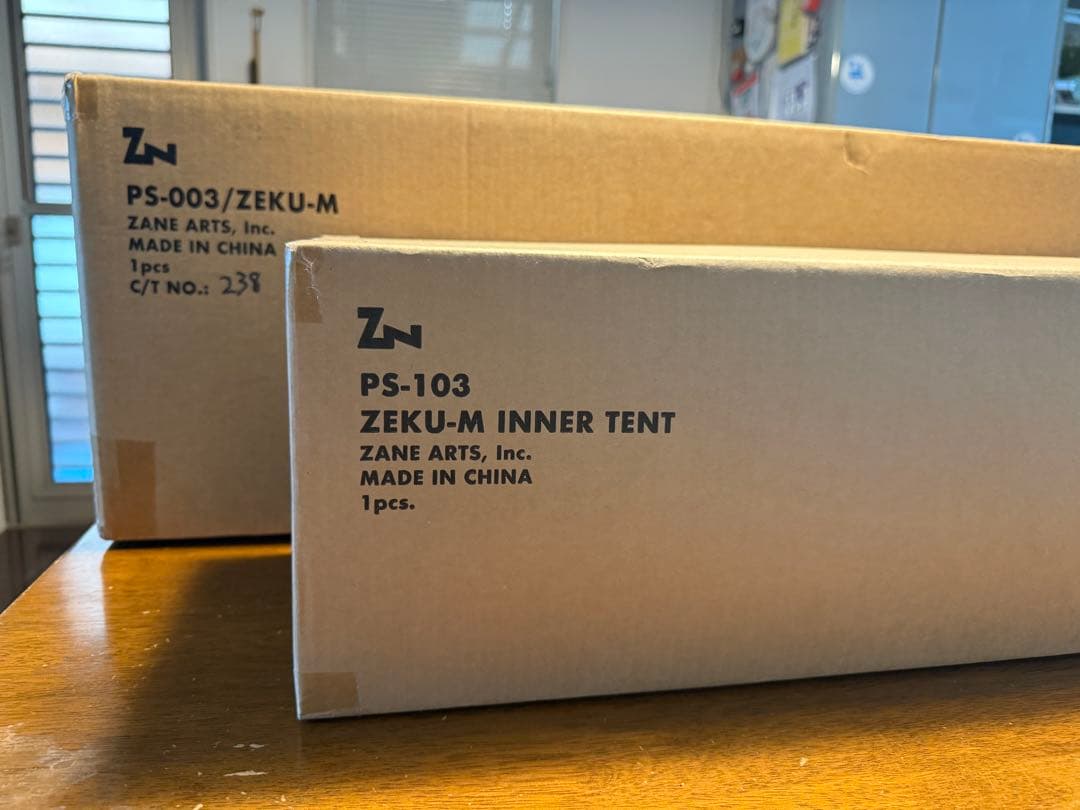 ZN
PS-003/ZEKU-M
ZANE ARTS, Inc.
MADE IN CHINA
1pcs
C/T NO.: 238
ZN
PS-103
ZEKU-M INNER TENT
ZANE ARTS, Inc.
MADE IN CHINA
1pcs.